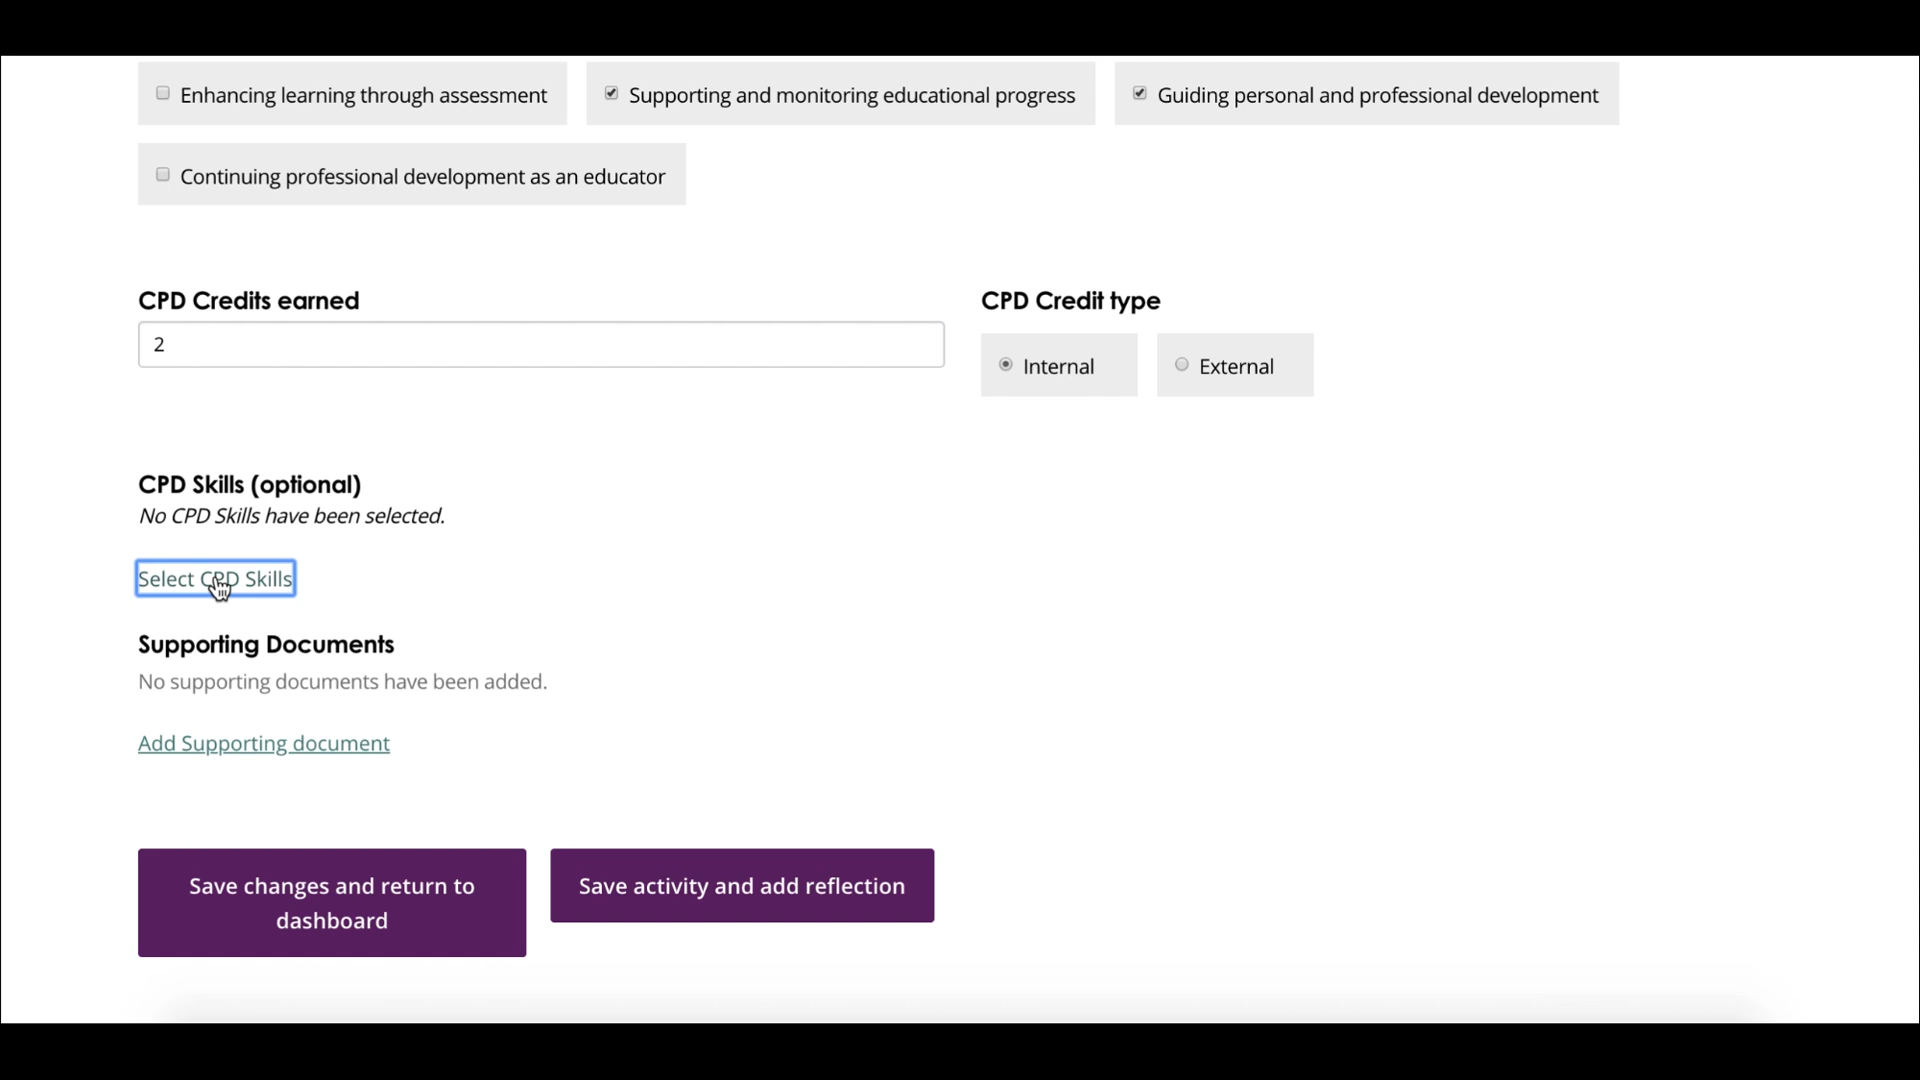 Enhancing learning through assessment
Supporting and monitoring educational progress
Guiding personal and professional development
Continuing professional development as an educator
CPD Credits earned
CPD Credit type
2
Internal
External
CPD Skills (optional)
No CPD Skills have been selected.
Select CPD Skills
Supporting Documents
No supporting documents have been added.
Add Supporting document
Save changes and return to
dashboard
Save activity and add reflection